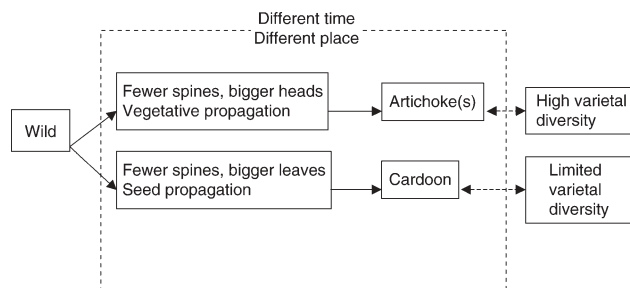 Different time
Different place
Fewer spines, bigger heads
Vegetative propagation
Artichoke(s)
High varietal
diversity
Wild
Fewer spines, bigger leaves
Seed propagation
Cardoon
Limited
varietal
diversity